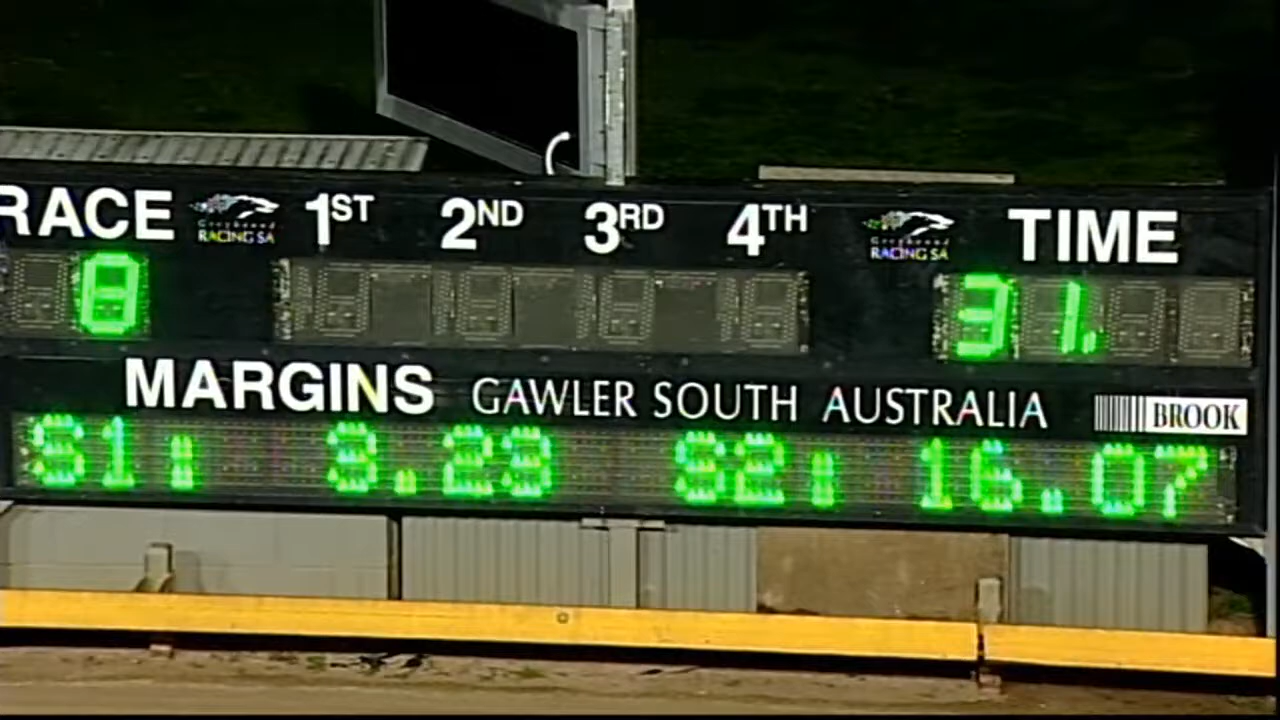 RACE Greyhound RACING SA 1ST 2ND 3RD 4TH Greyhound RACING SA TIME
8 31.
MARGINS GAWLER SOUTH AUSTRALIA BROOK
S1: 3.23 S2: 16.07